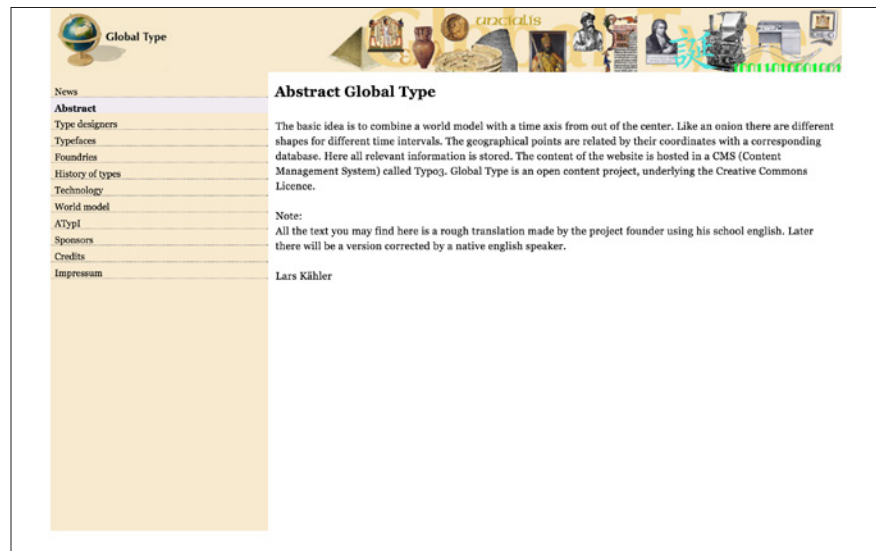 Global Type
uncialis
誕
News
Abstract
Type designers
Typefaces
Foundries
History of types
Technology
World model
ATypI
Sponsors
Credits
Impressum
Abstract Global Type
The basic idea is to combine a world model with a time axis from out of the center. Like an onion there are different
shapes for different time intervals. The geographical points are related by their coordinates with a corresponding
database. Here all relevant information is stored. The content of the website is hosted in a CMS (Content
Management System) called Typo3. Global Type is an open content project, underlying the Creative Commons
Licence.
Note:
All the text you may find here is a rough translation made by the project founder using his school english. Later
there will be a version corrected by a native english speaker.
Lars Kähler